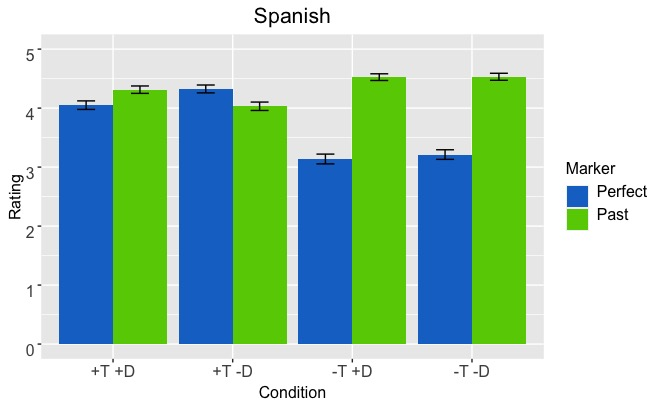 Spanish
5
4
3
2
1
0
Rating
+T +D
+T -D
-T +D
-T -D
Condition
Marker
Perfect
Past